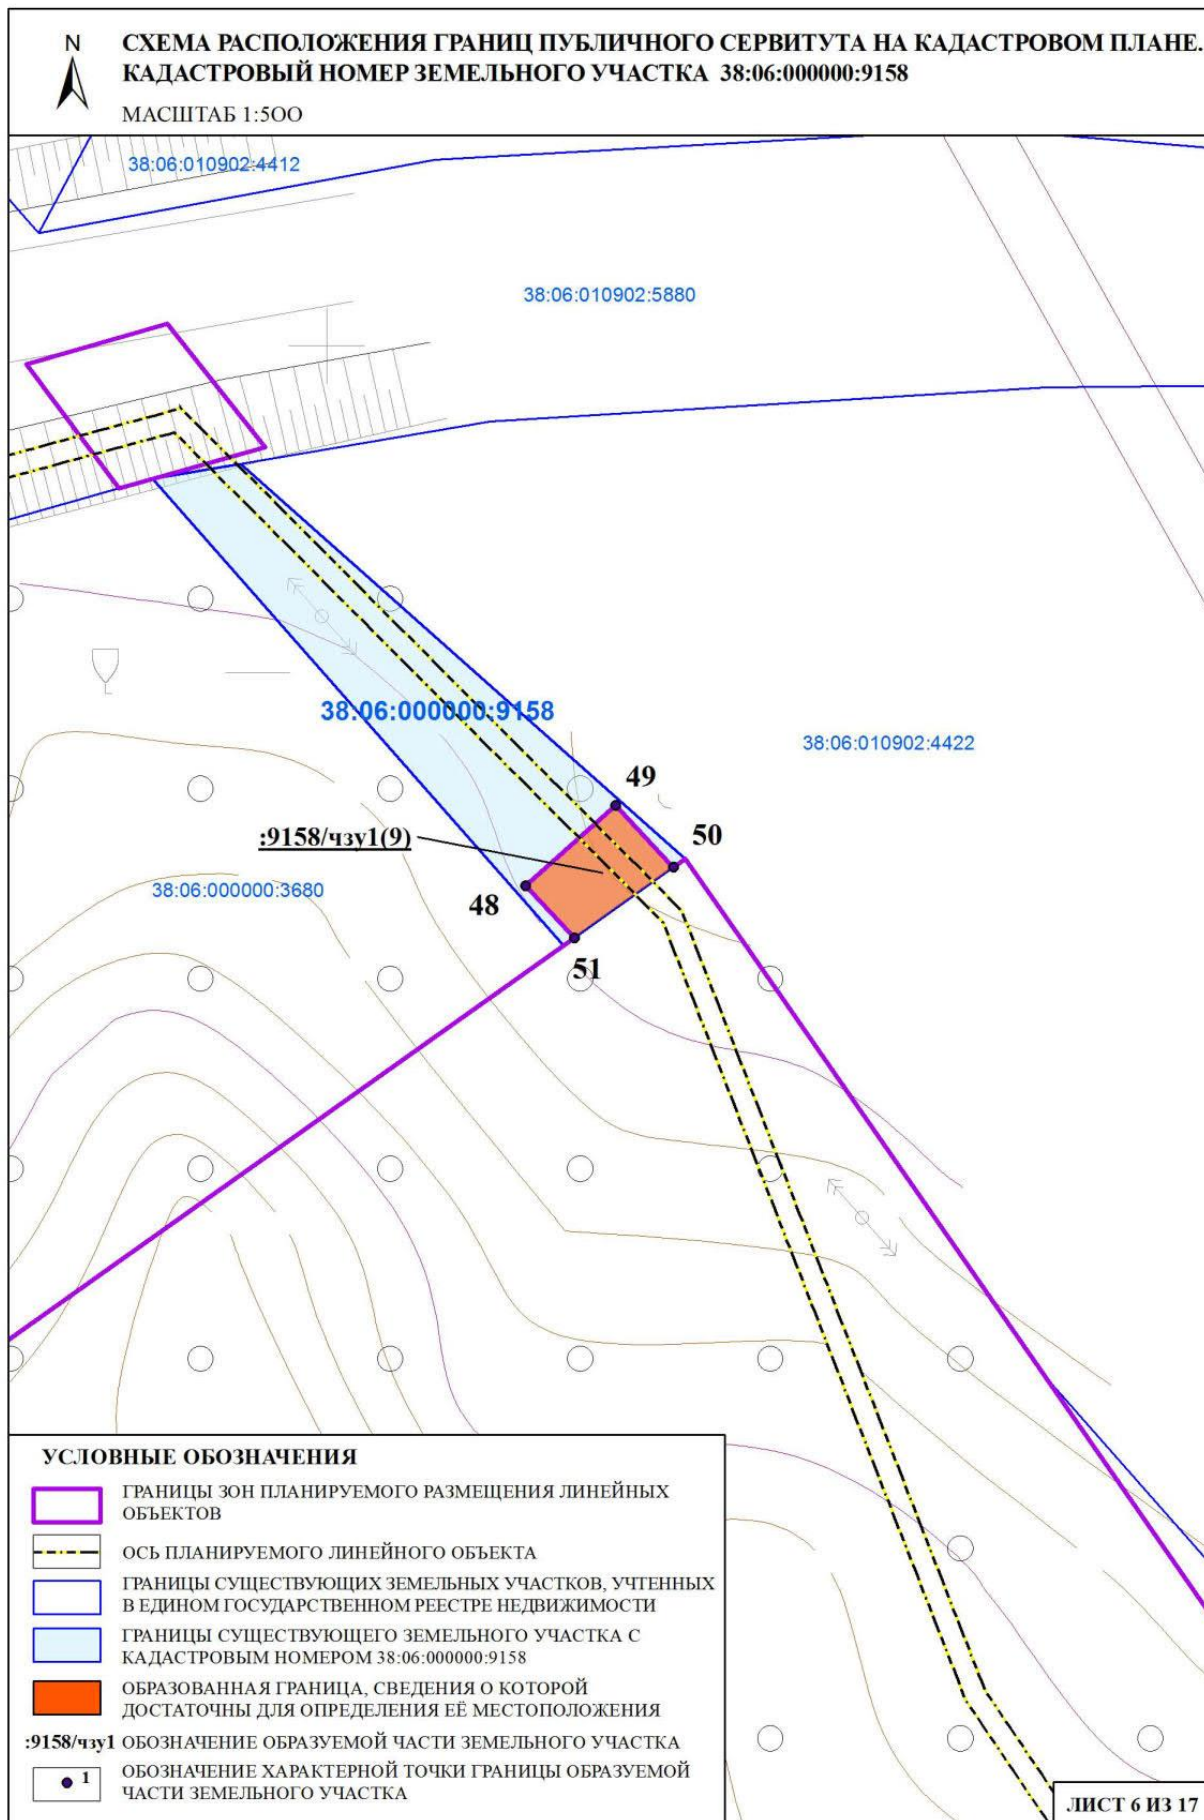 N
СХЕМА РАСПОЛОЖЕНИЯ ГРАНИЦ ПУБЛИЧНОГО СЕРВИТУТА НА КАДАСТРОВОМ ПЛАНЕ.
КАДАСТРОВЫЙ НОМЕР ЗЕМЕЛЬНОГО УЧАСТКА 38:06:000000:9158
МАСШТАБ 1:5ОО
38:06:010902:4412
38:06:010902:5880
38:06:000000:9158
38:06:010902:4422
49
50
:9158/чзу1(9)
38:06:000000:3680
48
51
УСЛОВНЫЕ ОБОЗНАЧЕНИЯ
ГРАНИЦЫ ЗОН ПЛАНИРУЕМОГО РАЗМЕЩЕНИЯ ЛИНЕЙНЫХ
ОБЪЕКТОВ
ОСЬ ПЛАНИРУЕМОГО ЛИНЕЙНОГО ОБЪЕКТА
ГРАНИЦЫ СУЩЕСТВУЮЩИХ ЗЕМЕЛЬНЫХ УЧАСТКОВ, УЧТЕННЫХ
В ЕДИНОМ ГОСУДАРСТВЕННОМ РЕЕСТРЕ НЕДВИЖИМОСТИ
ГРАНИЦЫ СУЩЕСТВУЮЩЕГО ЗЕМЕЛЬНОГО УЧАСТКА С
КАДАСТРОВЫМ НОМЕРОМ 38:06:000000:9158
ОБРАЗОВАННАЯ ГРАНИЦА, СВЕДЕНИЯ О КОТОРОЙ
ДОСТАТОЧНЫ ДЛЯ ОПРЕДЕЛЕНИЯ ЕЁ МЕСТОПОЛОЖЕНИЯ
:9158/чзу1 ОБОЗНАЧЕНИЕ ОБРАЗУЕМОЙ ЧАСТИ ЗЕМЕЛЬНОГО УЧАСТКА
1 ОБОЗНАЧЕНИЕ ХАРАКТЕРНОЙ ТОЧКИ ГРАНИЦЫ ОБРАЗУЕМОЙ
ЧАСТИ ЗЕМЕЛЬНОГО УЧАСТКА
ЛИСТ 6 ИЗ 17